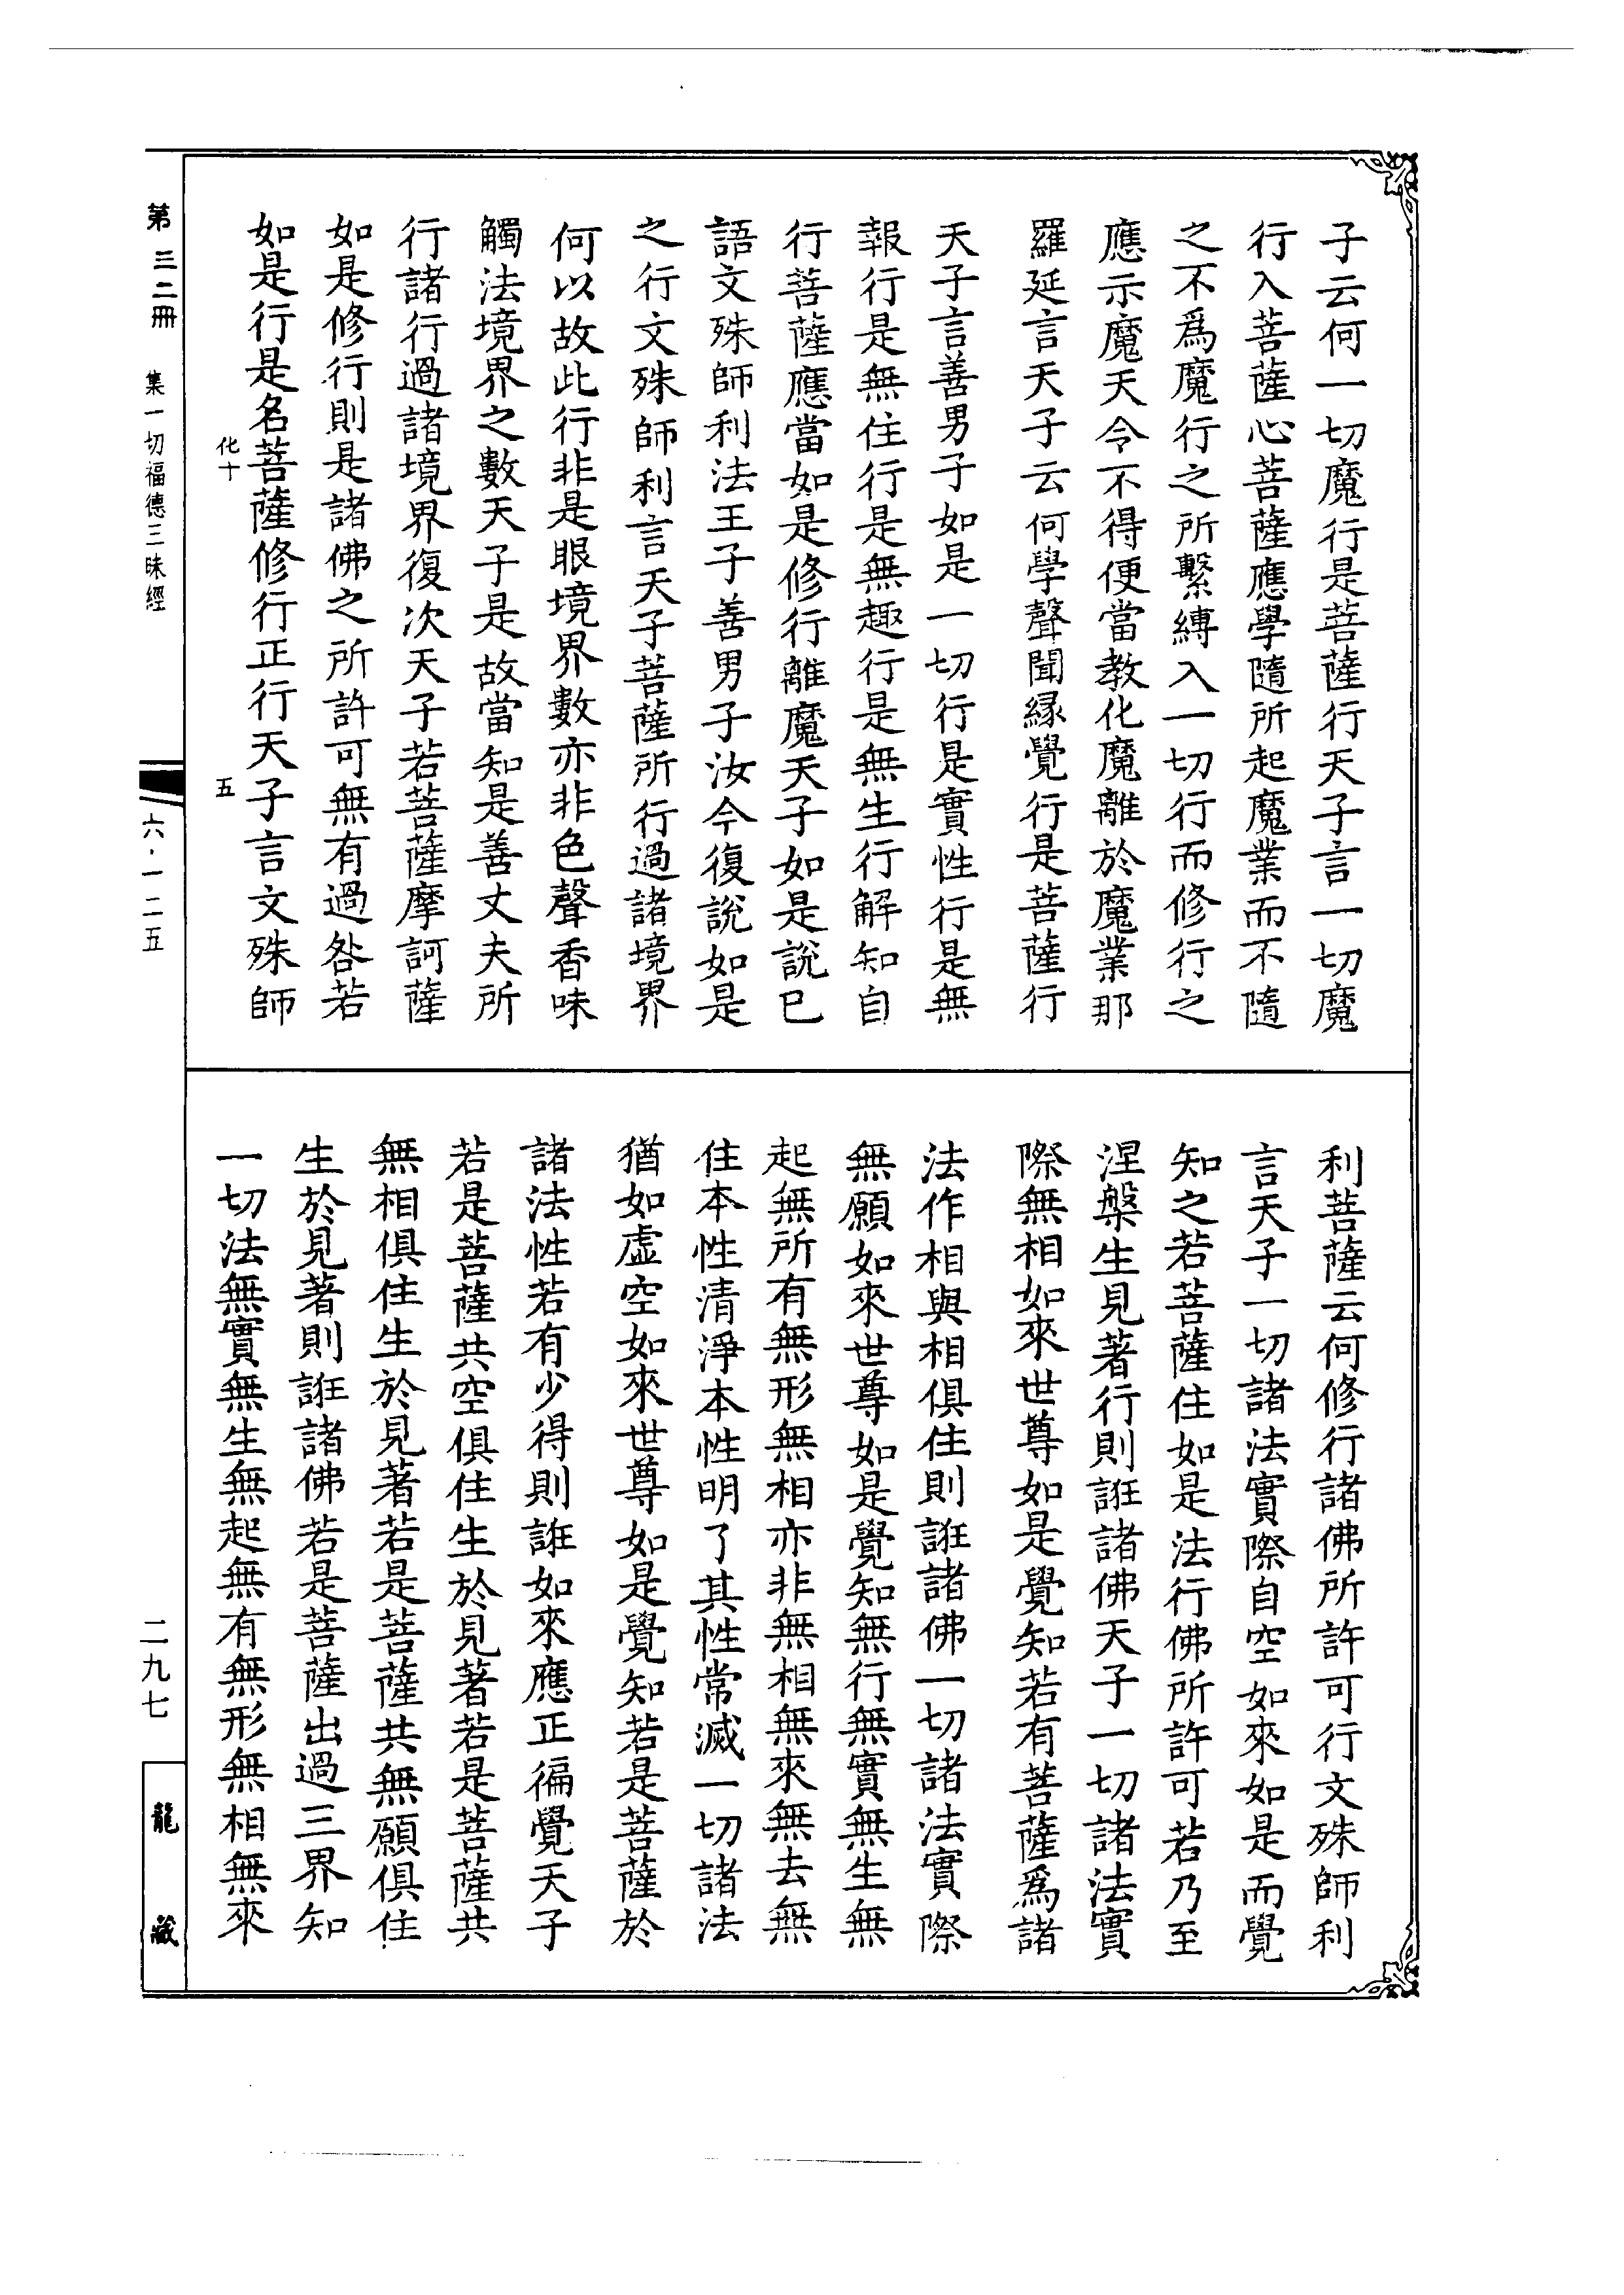 子云何一切魔行是菩薩行天子言一切魔
行入菩薩心菩薩應學隨所起魔業而不隨
之不為魔行之所繫縛入一切行而修行之
應示魔天令不得便當教化魔離於魔業那
羅延言天子云何學聲聞緣覺行是菩薩行
天子言善男子如是一切行是實性行是無
報行是無住行是無趣行是無生行解知自
行菩薩應當如是修行離魔天子如是說已
語文殊師利法王子善男子汝今復說如是
之行文殊師利言天子菩薩所行過諸境界
何以故此行非是眼境界數亦非色聲香味
觸法境界之數天子是故當知是善丈夫所
行諸行過諸境界復次天子若菩薩摩訶薩
如是修行則是諸佛之所許可無有過咎若
如是行是名菩薩修行正行天子言文殊師
化十
五
利菩薩云何修行諸佛所許可行文殊師利
言天子一切諸法實際自空如來如是而覺
知之若菩薩住如是法行佛所許可若乃至
涅槃生見著行則誑諸佛天子一切諸法實
際無相如來世尊如是覺知若有菩薩為諸
法作相與相俱住則誑諸佛一切諸法實際
無願如來世尊如是覺知無行無實無生無
起無所有無形無相亦非無相無來無去無
住本性清淨本性明了其性常滅一切諸法
猶如虛空如來世尊如是覺知若是菩薩於
諸法性若有少得則誑如來應正徧覺天子
若是菩薩共空俱住生於見著若是菩薩共
無相俱住生於見著若是菩薩共無願俱住
生於見著則誑諸佛若是菩薩出過三界知
一切法無實無生無起無有無形無相無來
第三二冊
集一切福德三昧經
六·一二五
二九七
龍藏